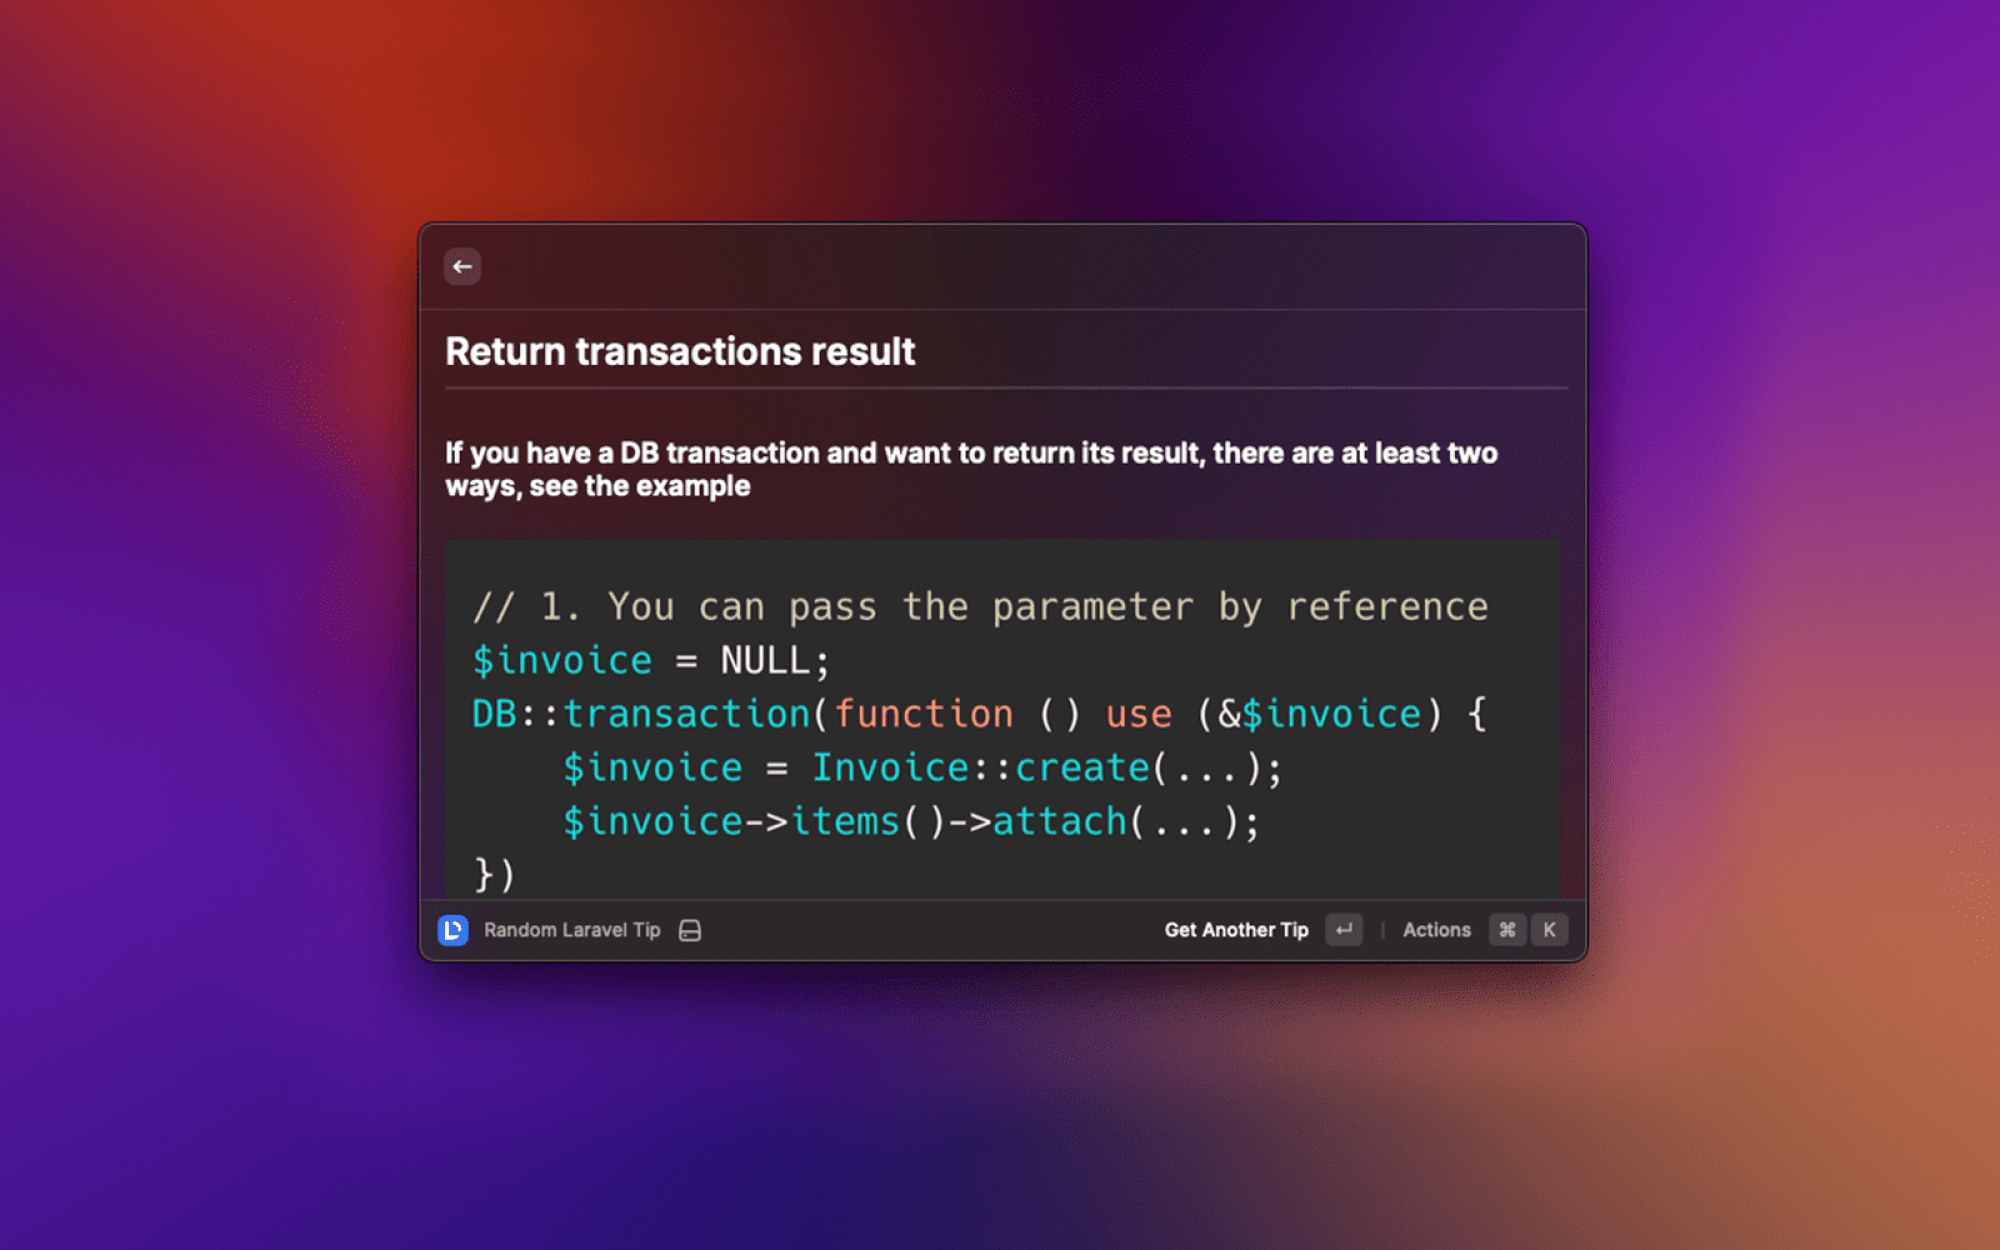 Return transactions result
If you have a DB transaction and want to return its result, there are at least two
ways, see the example
// 1. You can pass the parameter by reference
$invoice = NULL;
DB::transaction(function () use (&$invoice) {
    $invoice = Invoice::create(...);
    $invoice->items()->attach(...);
})
Random Laravel Tip Get Another Tip ↵ | Actions ⌘ K